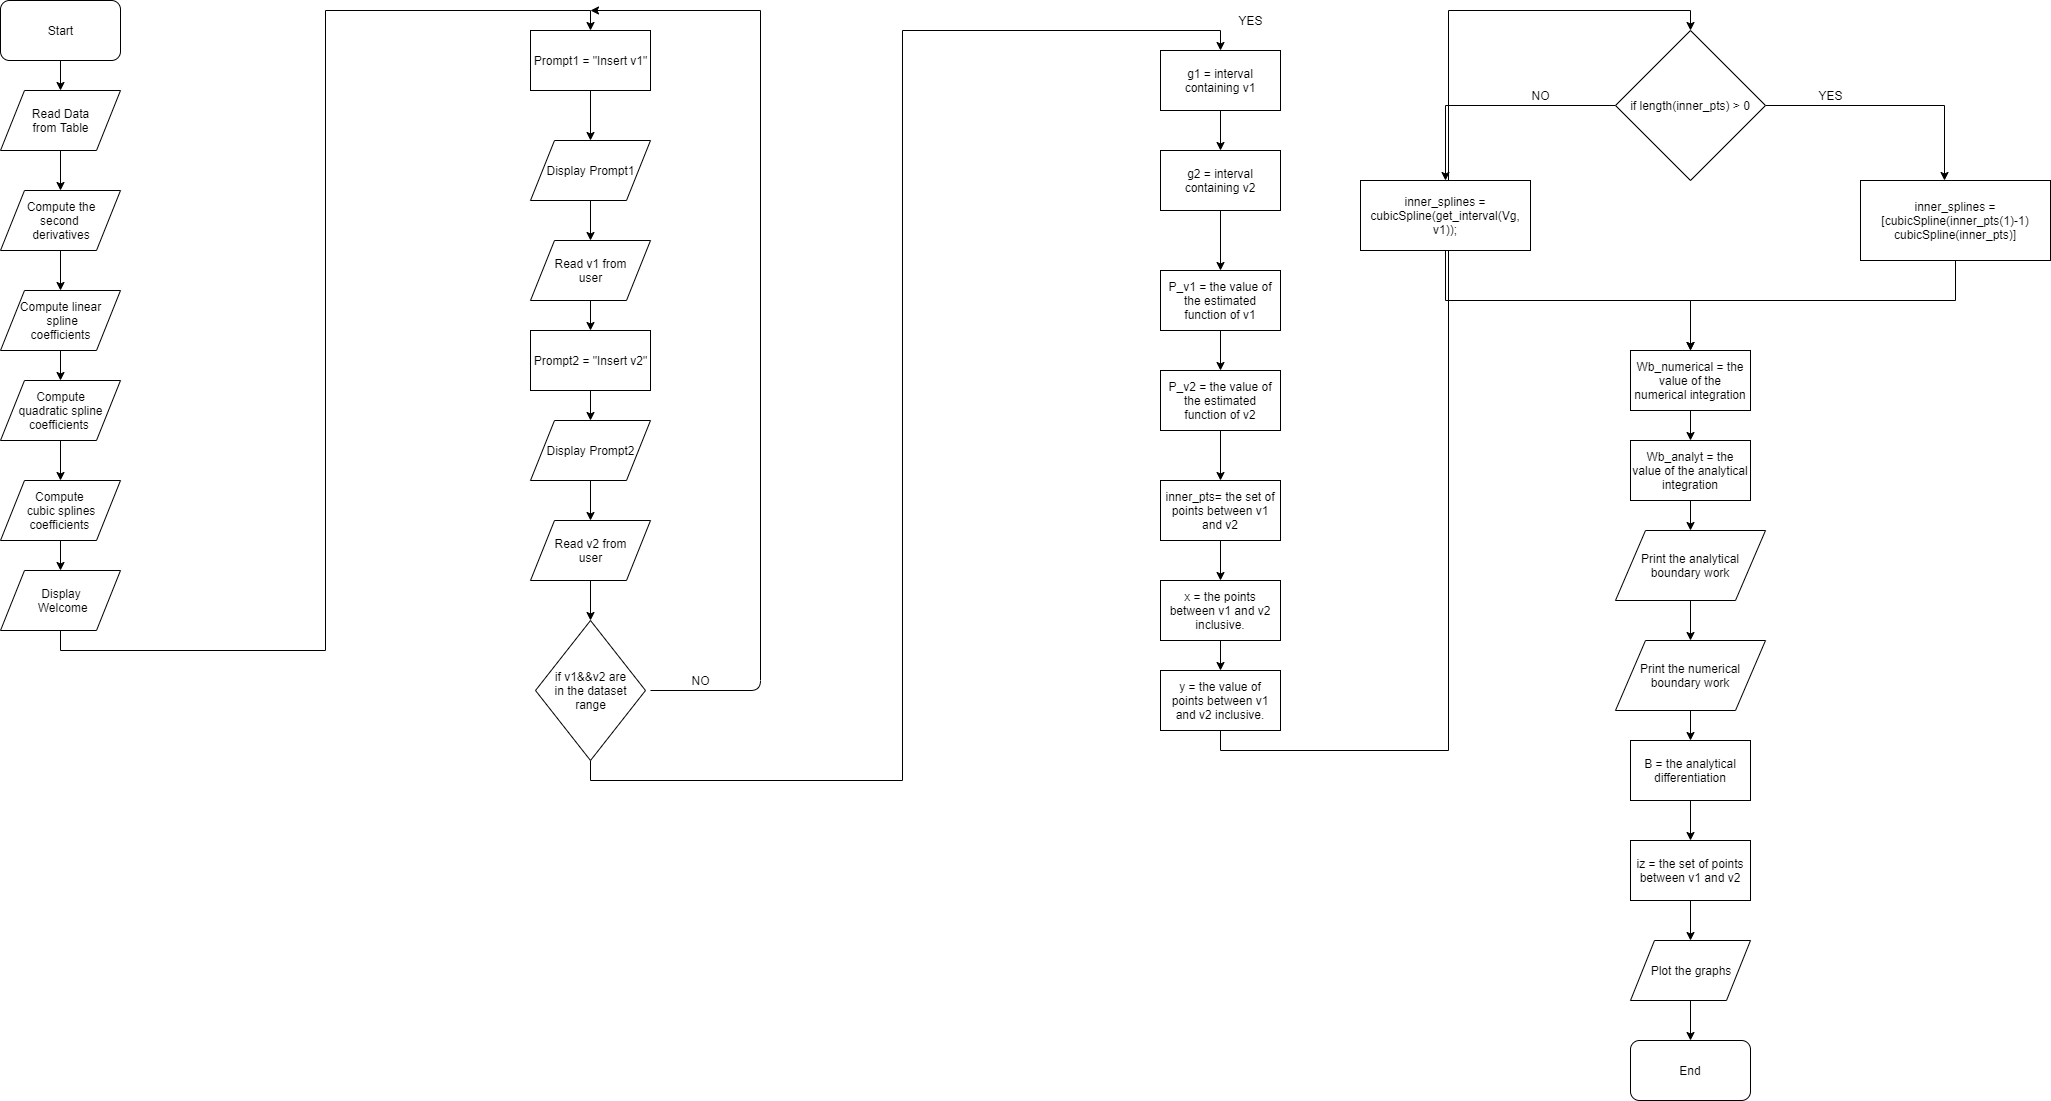 Start
Read Data
from Table
Compute the
second
derivatives
Compute linear
spline
coefficients
Compute
quadratic spline
coefficients
Compute
cubic splines
coefficients
Display
Welcome
Prompt1 = "Insert v1"
Display Prompt1
Read v1 from
user
Prompt2 = "Insert v2"
Display Prompt2
Read v2 from
user
if v1&&v2 are
in the dataset
range
NO
YES
g1 = interval
containing v1
g2 = interval
containing v2
P_v1 = the value of
the estimated
function of v1
P_v2 = the value of
the estimated
function of v2
inner_pts= the set of
points between v1
and v2
x = the points
between v1 and v2
inclusive.
y = the value of
points between v1
and v2 inclusive.
if length(inner_pts) > 0
NO
YES
inner_splines =
cubicSpline(get_interval(Vg,
v1));
inner_splines =
[cubicSpline(inner_pts(1)-1)
cubicSpline(inner_pts)]
Wb_numerical = the
value of the
numerical integration
Wb_analyt = the
value of the analytical
integration
Print the analytical
boundary work
Print the numerical
boundary work
B = the analytical
differentiation
iz = the set of points
between v1 and v2
Plot the graphs
End